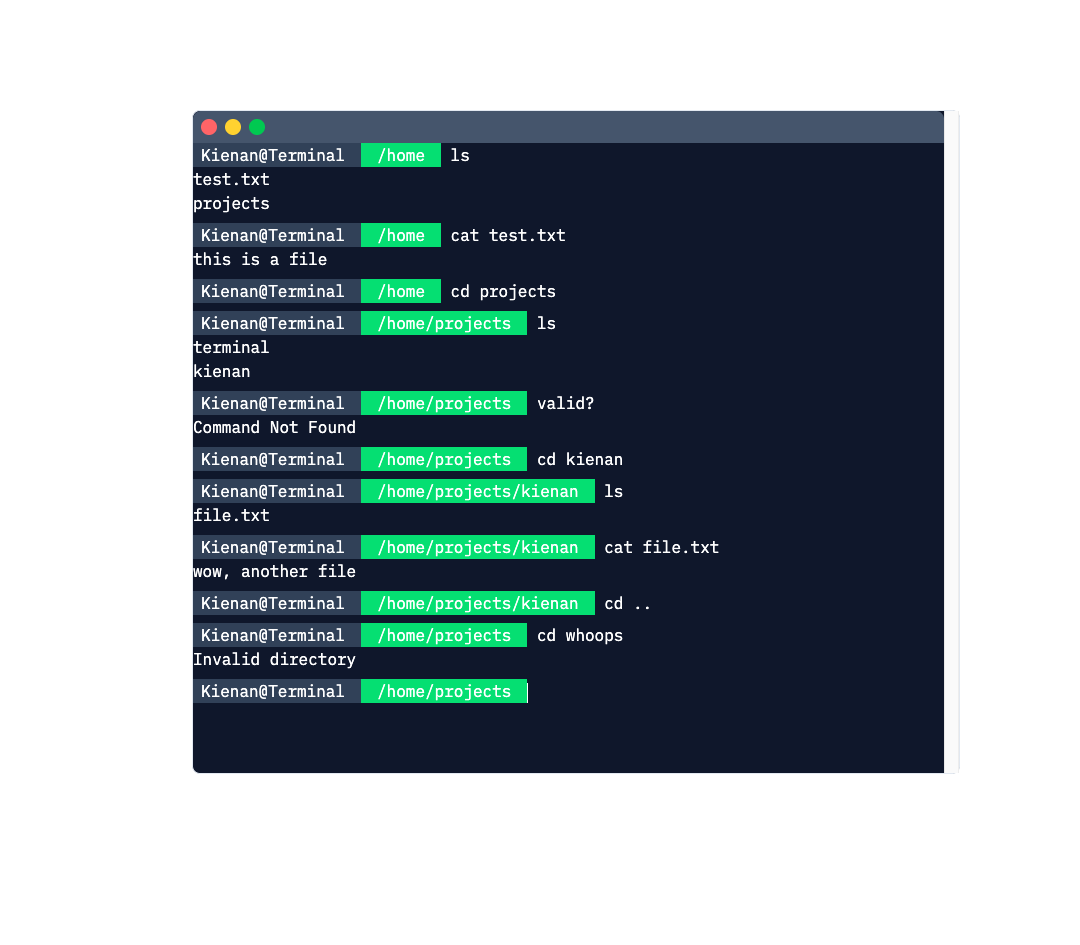 Kienan@Terminal /home ls
test.txt
projects
Kienan@Terminal /home cat test.txt
this is a file
Kienan@Terminal /home cd projects
Kienan@Terminal /home/projects ls
terminal
kienan
Kienan@Terminal /home/projects valid?
Command Not Found
Kienan@Terminal /home/projects cd kienan
Kienan@Terminal /home/projects/kienan ls
file.txt
Kienan@Terminal /home/projects/kienan cat file.txt
wow, another file
Kienan@Terminal /home/projects/kienan cd ..
Kienan@Terminal /home/projects cd whoops
Invalid directory
Kienan@Terminal /home/projects